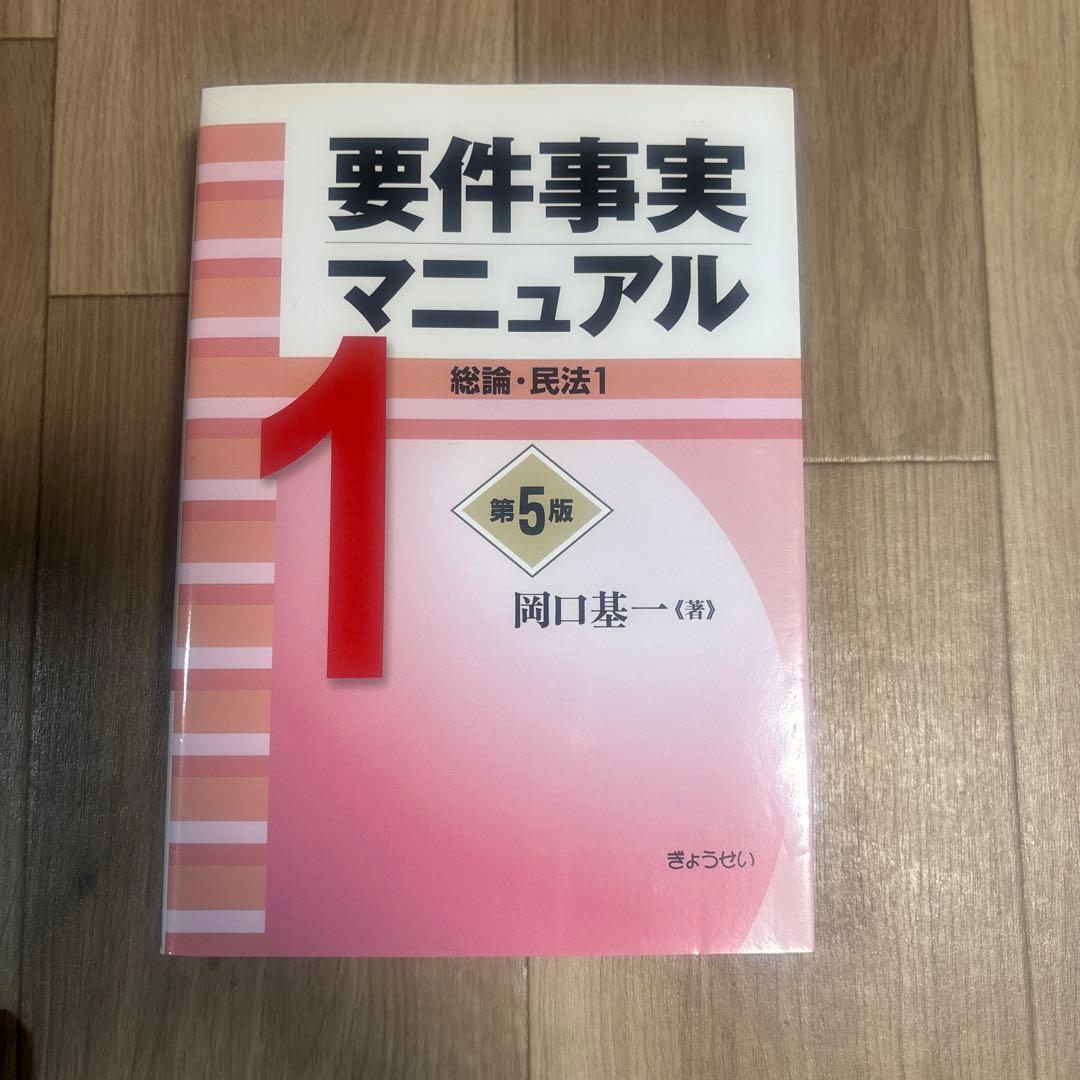 要件事実
マニュアル
1
総論・民法1
第5版
岡口基一《著》
ぎょうせい